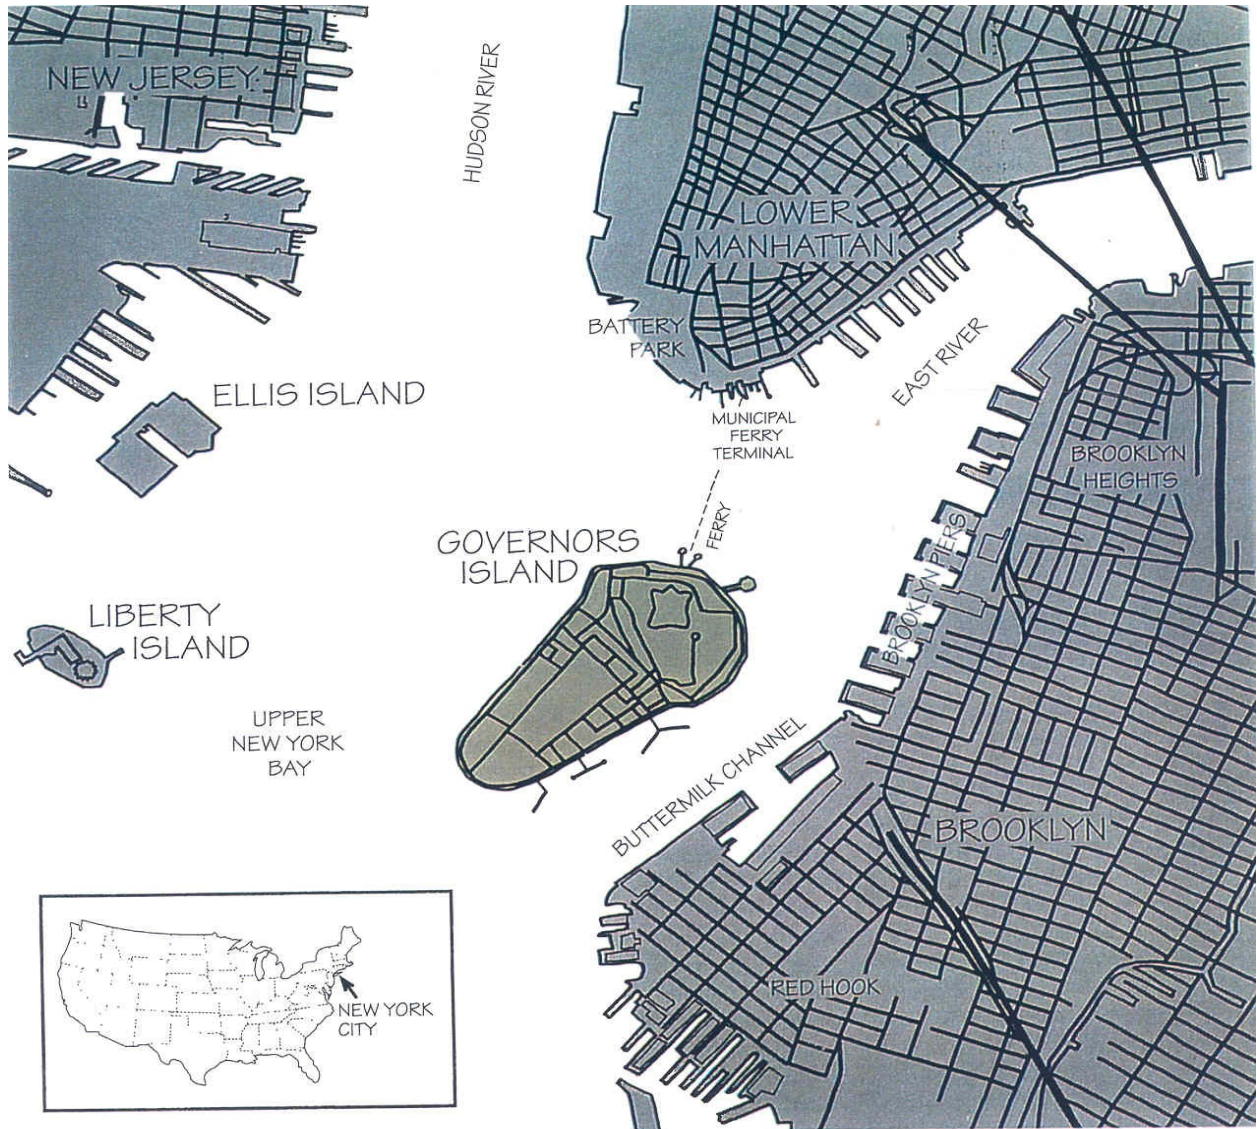 NEW JERSEY
HUDSON RIVER
LOWER
MANHATTAN
BATTERY
PARK
EAST RIVER
ELLIS ISLAND
MUNICIPAL
FERRY
TERMINAL
BROOKLYN
HEIGHTS
FERRY
GOVERNORS
ISLAND
BROOKLYN PIERS
LIBERTY
ISLAND
UPPER
NEW YORK
BAY
BUTTERMILK CHANNEL
BROOKLYN
RED HOOK
NEW YORK
CITY